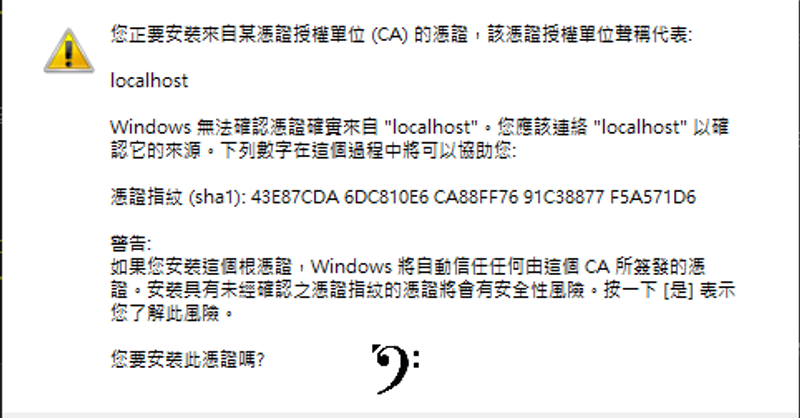 您正要安裝來自某憑證授權單位 (CA) 的憑證，該憑證授權單位聲稱代表:
localhost
Windows 無法確認憑證確實來自 "localhost"。您應該連絡 "localhost" 以確
認它的來源。下列數字在這個過程中將可以協助您:
憑證指紋 (sha1): 43E87CDA 6DC810E6 CA88FF76 91C38877 F5A571D6
警告:
如果您安裝這個根憑證，Windows 將自動信任任何由這個 CA 所簽發的憑
證。安裝具有未經確認之憑證指紋的憑證將會有安全性風險。按一下 [是] 表示
您了解此風險。
您要安裝此憑證嗎?